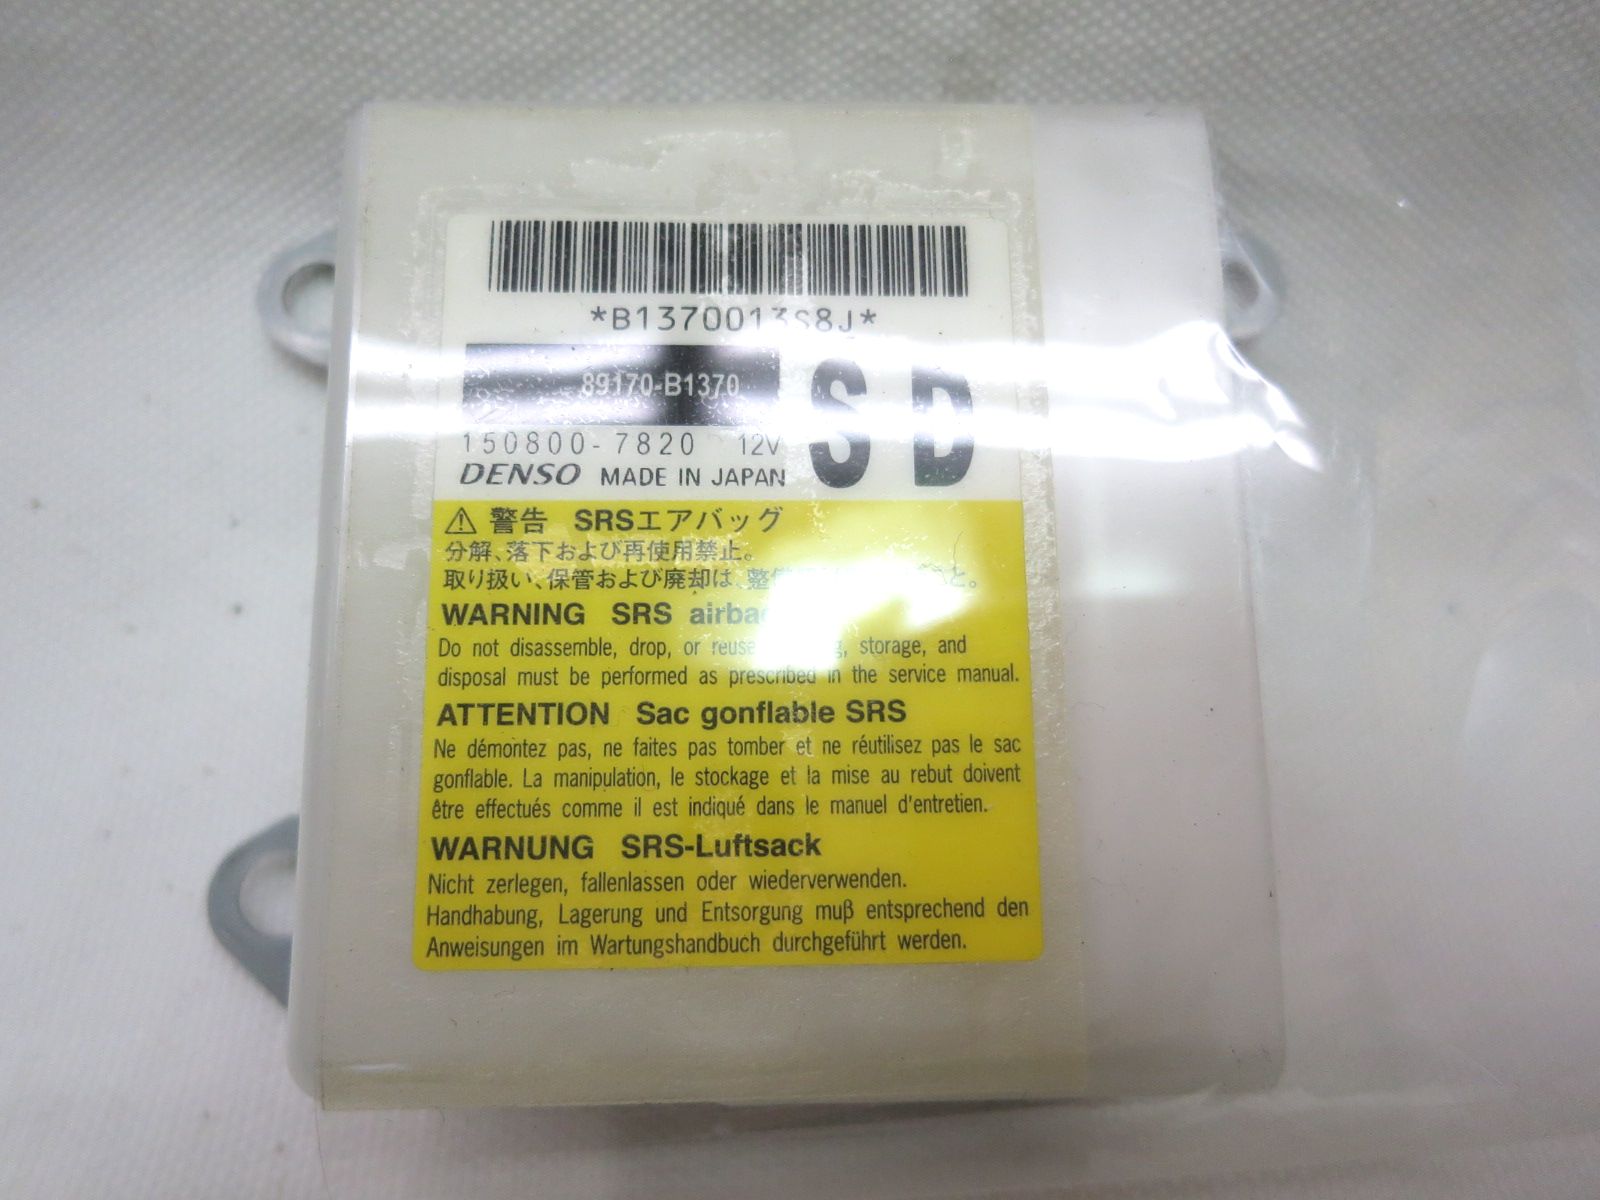 *B1370013S8J*
89170-B1370
S D
150800-7820 12V
DENSO MADE IN JAPAN
⚠ 警告 SRSエアバッグ
分解、落下および再使用禁止。
取り扱い、保管および廃却は、整 と。
WARNING SRS
Do not disassemble, drop, or reuse storage, and
disposal must be performed as prescribed in the service manual.
ATTENTION Sac gonflable SRS
Ne démontez pas, ne faites pas tomber et ne réutilisez pas le sac
gonflable. La manipulation, le stockage et la mise au rebut doivent
être effectués comme il est indiqué dans le manuel d'entretien.
WARNUNG SRS-Luftsack
Nicht zerlegen, fallenlassen oder wiederverwenden.
Handhabung, Lagerung und Entsorgung muß entsprechend den
Anweisungen im Wartungshandbuch durchgeführt werden.